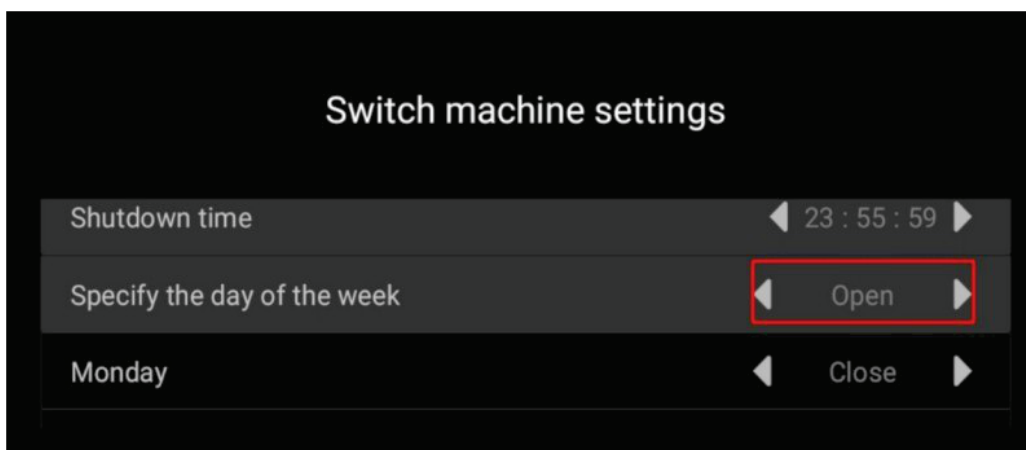 Switch machine settings
Shutdown time 23 : 55 : 59
Specify the day of the week Open
Monday Close